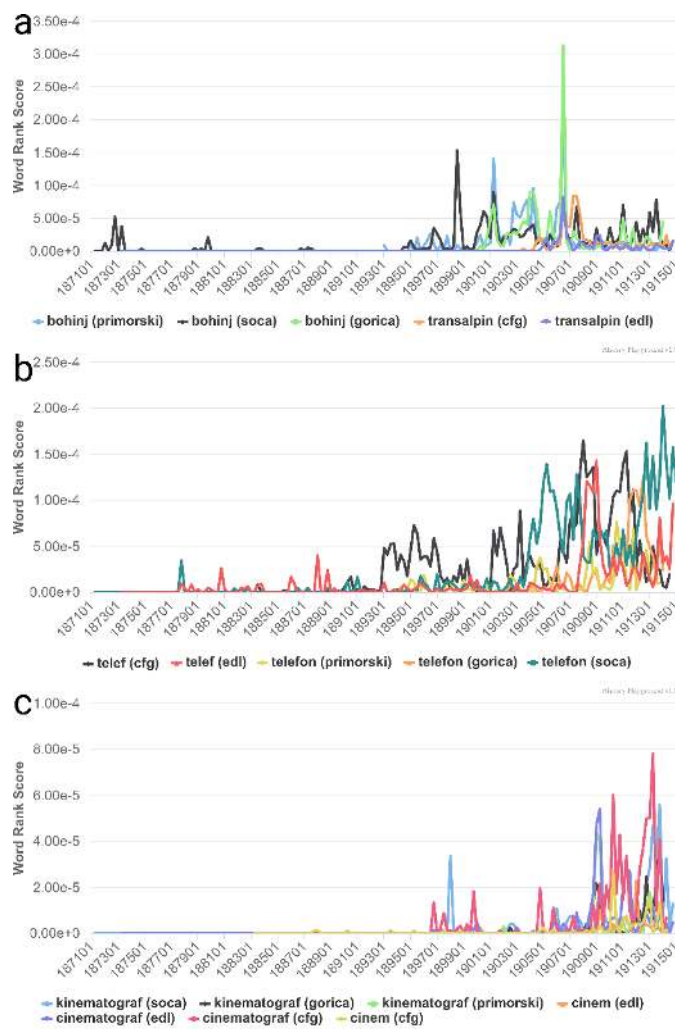 a
3.50e-4
3.00e-4
2.50e-4
2.00e-4
1.50e-4
1.00e-4
5.00e-5
0.00e+0
Word Rank Score
187101 187301 187501 187701 187901 188101 188301 188501 188701 188901 189101 189301 189501 189701 189901 190101 190301 190501 190701 190901 191101 191301 191501
bohinj (primorski) bohinj (soca) bohinj (gorica) transalpin (cfg) transalpin (edl)
b
2.50e-4
2.00e-4
1.50e-4
1.00e-4
5.00e-5
0.00e+0
Word Rank Score
187101 187301 187501 187701 187901 188101 188301 188501 188701 188901 189101 189301 189501 189701 189901 190101 190301 190501 190701 190901 191101 191301 191501
telef (cfg) telef (edl) telefon (primorski) telefon (gorica) telefon (soca)
c
1.00e-4
8.00e-5
6.00e-5
4.00e-5
2.00e-5
0.00e+0
Word Rank Score
187101 187301 187501 187701 187901 188101 188301 188501 188701 188901 189101 189301 189501 189701 189901 190101 190301 190501 190701 190901 191101 191301 191501
kinematograf (soca) kinematograf (gorica) kinematograf (primorski) cinem (edl)
cinematograf (edl) cinematograf (cfg) cinem (cfg)